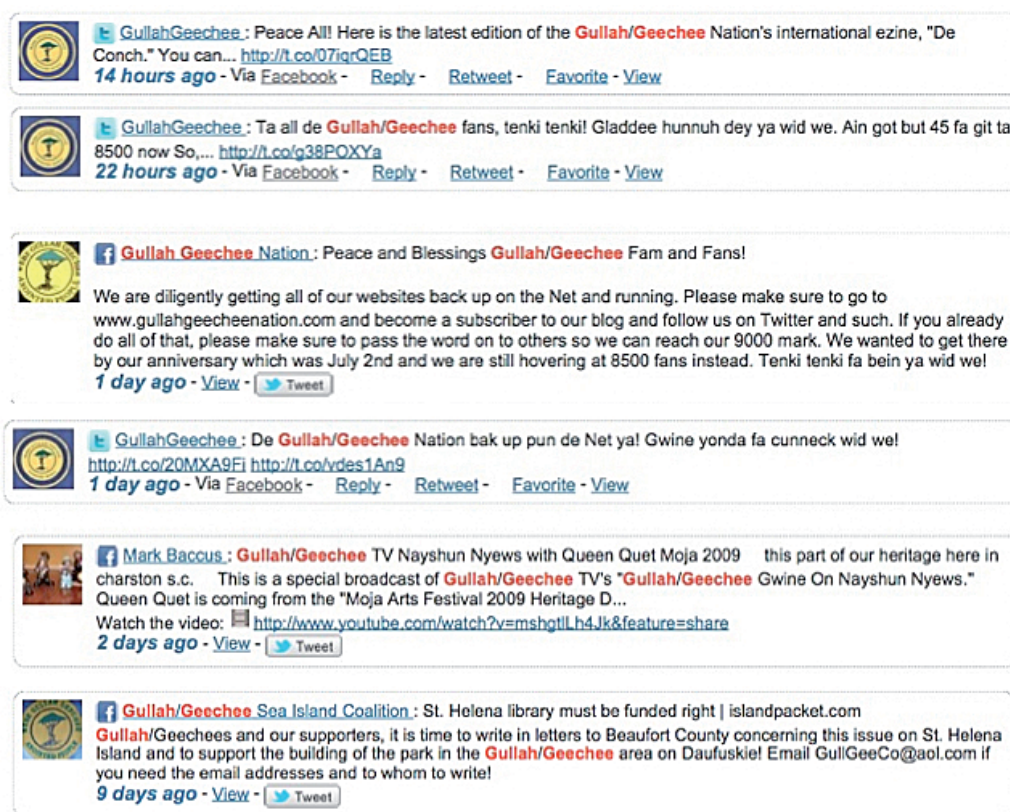 GullahGeechee : Peace All! Here is the latest edition of the Gullah/Geechee Nation's international ezine, "De
Conch." You can... http://t.co/07iqrQEB
14 hours ago - Via Facebook - Reply - Retweet - Favorite - View
GullahGeechee : Ta all de Gullah/Geechee fans, tenki tenki! Gladdee hunnuh dey ya wid we. Ain got but 45 fa git ta
8500 now So,... http://t.co/g38POXYa
22 hours ago - Via Facebook - Reply - Retweet - Favorite - View
Gullah Geechee Nation : Peace and Blessings Gullah/Geechee Fam and Fans!
We are diligently getting all of our websites back up on the Net and running. Please make sure to go to
www.gullahgeecheenation.com and become a subscriber to our blog and follow us on Twitter and such. If you already
do all of that, please make sure to pass the word on to others so we can reach our 9000 mark. We wanted to get there
by our anniversary which was July 2nd and we are still hovering at 8500 fans instead. Tenki tenki fa bein ya wid we!
1 day ago - View - Tweet
GullahGeechee : De Gullah/Geechee Nation bak up pun de Net ya! Gwine yonda fa cunneck wid we!
http://t.co/20MXA9Fi http://t.co/vdes1An9
1 day ago - Via Facebook - Reply - Retweet - Favorite - View
Mark Baccus : Gullah/Geechee TV Nayshun Nyews with Queen Quet Moja 2009 this part of our heritage here in
charston s.c. This is a special broadcast of Gullah/Geechee TV's "Gullah/Geechee Gwine On Nayshun Nyews."
Queen Quet is coming from the "Moja Arts Festival 2009 Heritage D...
Watch the video: http://www.youtube.com/watch?v=mshgtlLh4Jk&feature=share
2 days ago - View - Tweet
Gullah/Geechee Sea Island Coalition : St. Helena library must be funded right | islandpacket.com
Gullah/Geechees and our supporters, it is time to write in letters to Beaufort County concerning this issue on St. Helena
Island and to support the building of the park in the Gullah/Geechee area on Daufuskie! Email GullGeeCo@aol.com if
you need the email addresses and to whom to write!
9 days ago - View - Tweet